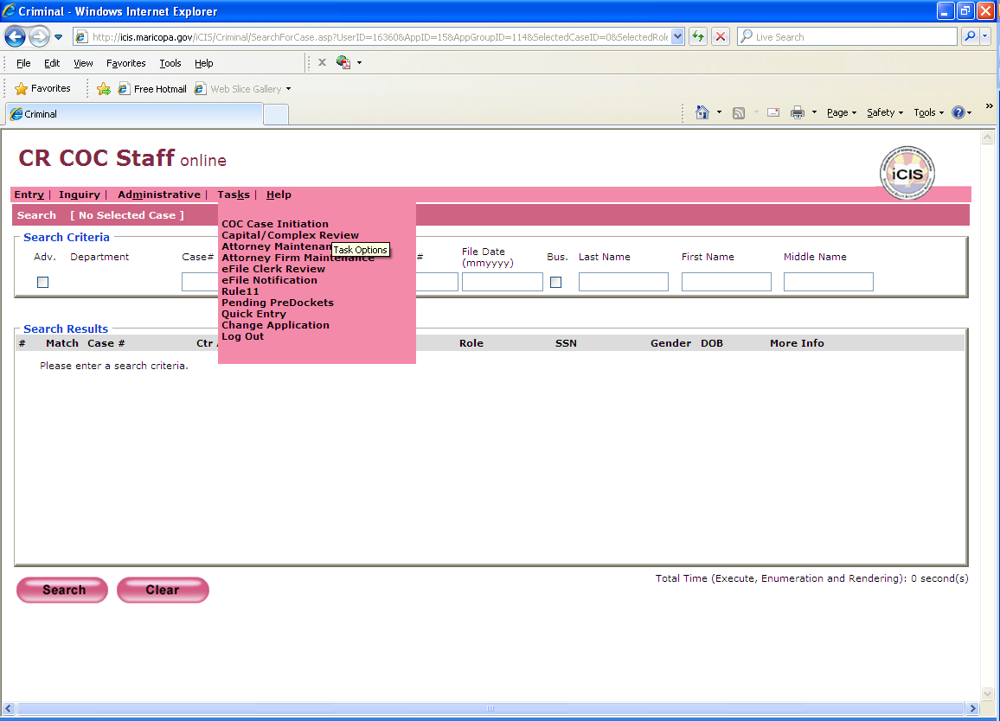 Criminal - Windows Internet Explorer
http://icis.maricopa.gov/iCIS/Criminal/SearchForCase.asp?UserID=16360&AppID=15&AppGroupID=114&SelectedCaseID=0&SelectedRol
Live Search
File Edit View Favorites Tools Help
Favorites Free Hotmail Web Slice Gallery
Criminal Page Safety Tools »
CR COC Staff online
iCIS
Entry | Inquiry | Administrative | Tasks | Help
Search [ No Selected Case ]
COC Case Initiation
Capital/Complex Review
Attorney Maintenan
Task Options
Attorney Firm Maintenance
eFile Clerk Review
eFile Notification
Rule11
Pending PreDockets
Quick Entry
Change Application
Log Out
Search Criteria
Adv. Department Case# # File Date (mmyyyy) Bus. Last Name First Name Middle Name
Search Results
# Match Case # Ctr Role SSN Gender DOB More Info
Please enter a search criteria.
Total Time (Execute, Enumeration and Rendering): 0 second(s)
Search Clear